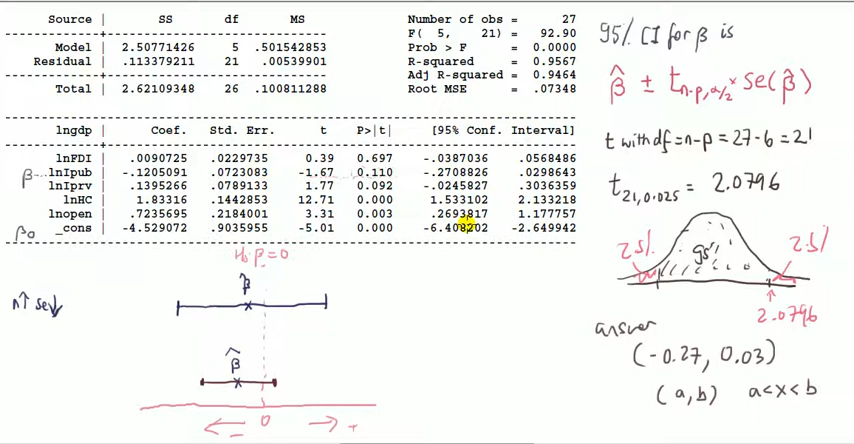 Source | SS df MS Number of obs = 27
F( 5, 21) = 92.90
Model | 2.50771426 5 .501542853 Prob > F = 0.0000
Residual | .113379211 21 .00539901 R-squared = 0.9567
Adj R-squared = 0.9464
Total | 2.62109348 26 .100811288 Root MSE = .07348
lngdp | Coef. Std. Err. t P>|t| [95% Conf. Interval]
lnFDI | .0090725 .0229735 0.39 0.697 -.0387036 .0568486
β lnIpub | -.1205091 .0723083 -1.67 0.110 -.2708826 .0298643
lnIprv | .1395266 .0789133 1.77 0.092 -.0245827 .3036359
lnHC | 1.83316 .1442853 12.71 0.000 1.533102 2.133218
lnopen | .7235695 .2184001 3.31 0.003 .2693817 1.177757
β₀ _cons | -4.529072 .9035955 -5.01 0.000 -6.408202 -2.649942
H₀: β=0
β̂
n↑ se↓
β̂
0
- +
95% CI for β is
β̂ ± tn-p,α/2 × se(β̂)
t with df = n-p = 27-6 = 21
t21,0.025 = 2.0796
2.5% 95% 2.5%
2.0796
answer
(-0.27, 0.03)
(a,b) a<x<b